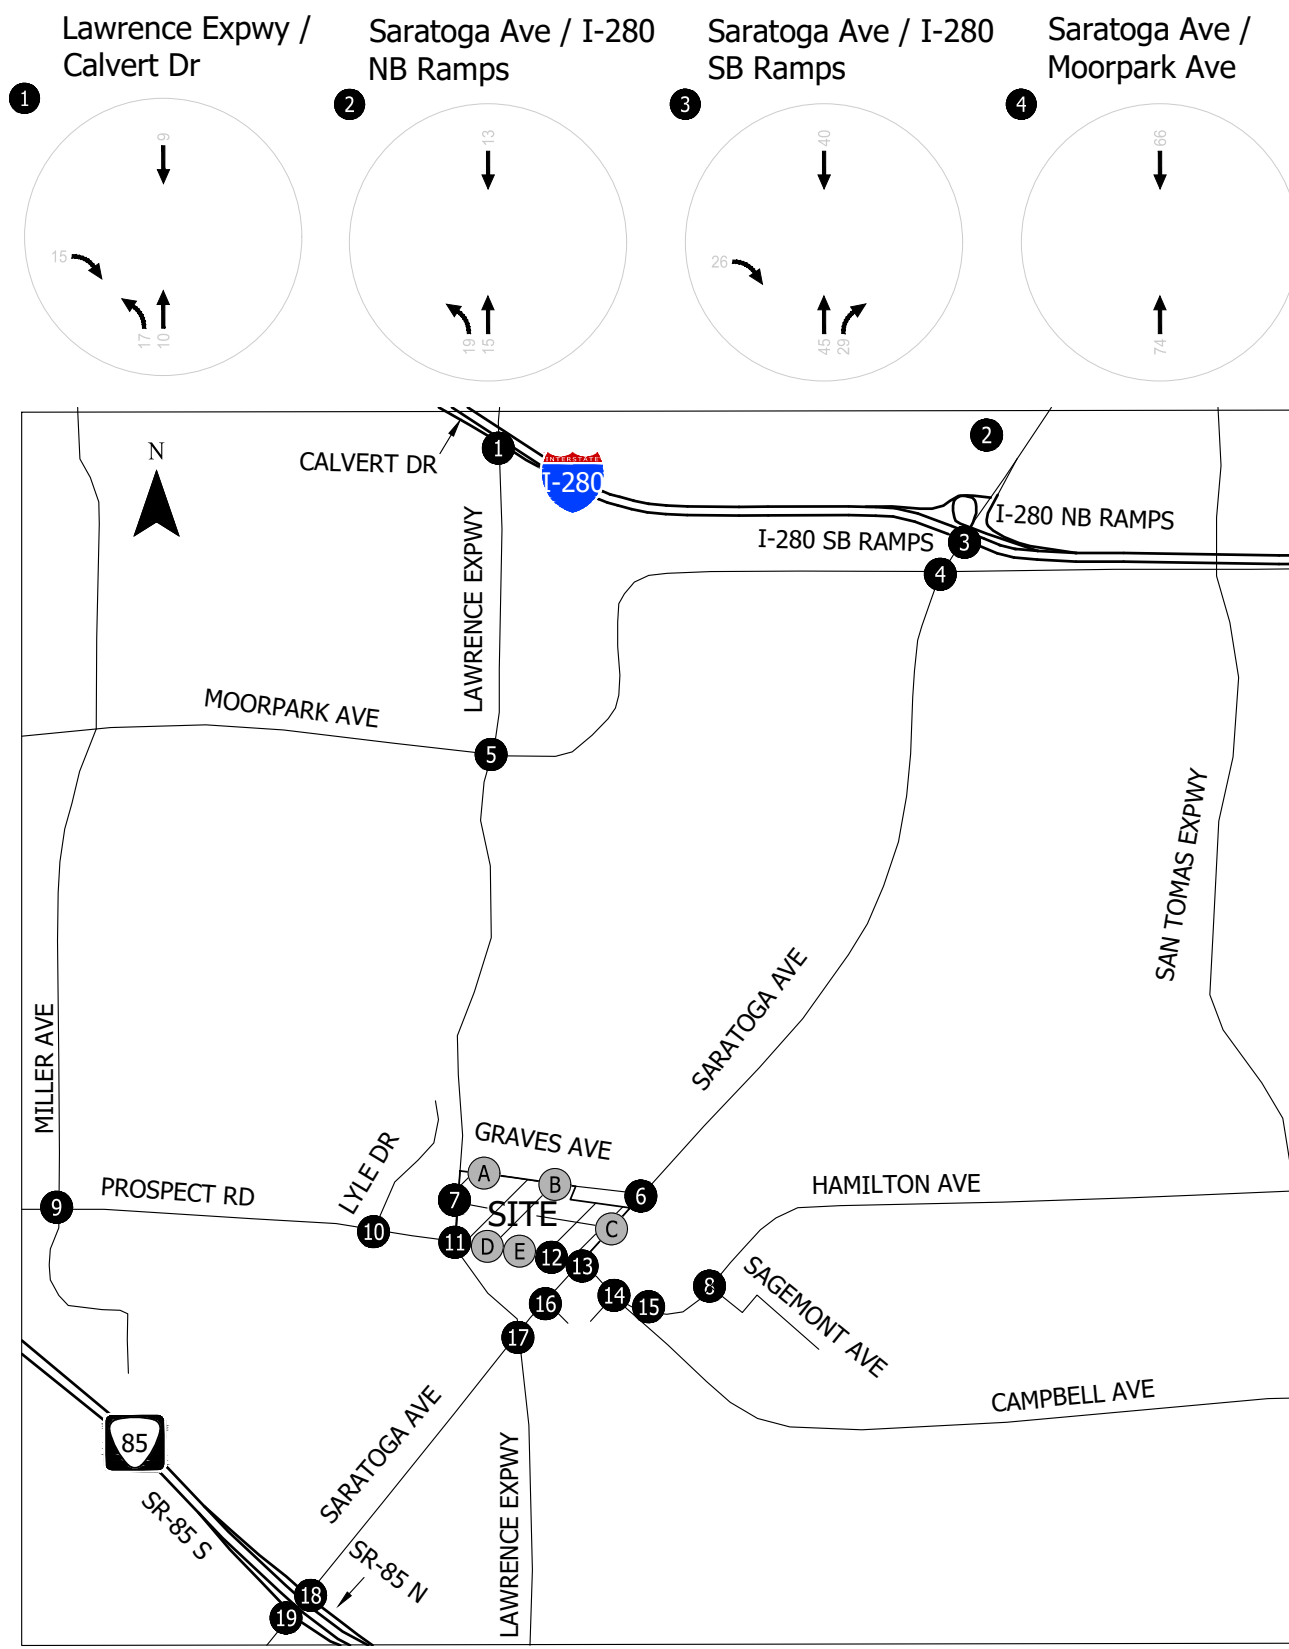 Lawrence Expwy /
Calvert Dr
Saratoga Ave / I-280
NB Ramps
Saratoga Ave / I-280
SB Ramps
Saratoga Ave /
Moorpark Ave
1
2
3
4
9
15
17
10
13
19
15
40
26
45
29
66
74
N
CALVERT DR
1
INTERSTATE
I-280
2
I-280 NB RAMPS
I-280 SB RAMPS
3
4
LAWRENCE EXPWY
MOORPARK AVE
5
SAN TOMAS EXPWY
SARATOGA AVE
MILLER AVE
GRAVES AVE
LYLE DR
A
B
6
HAMILTON AVE
PROSPECT RD
9
7
SITE
C
10
11
D
E
12
13
8
SAGEMONT AVE
14
15
16
17
CAMPBELL AVE
85
SARATOGA AVE
LAWRENCE EXPWY
SR-85 S
SR-85 N
18
19